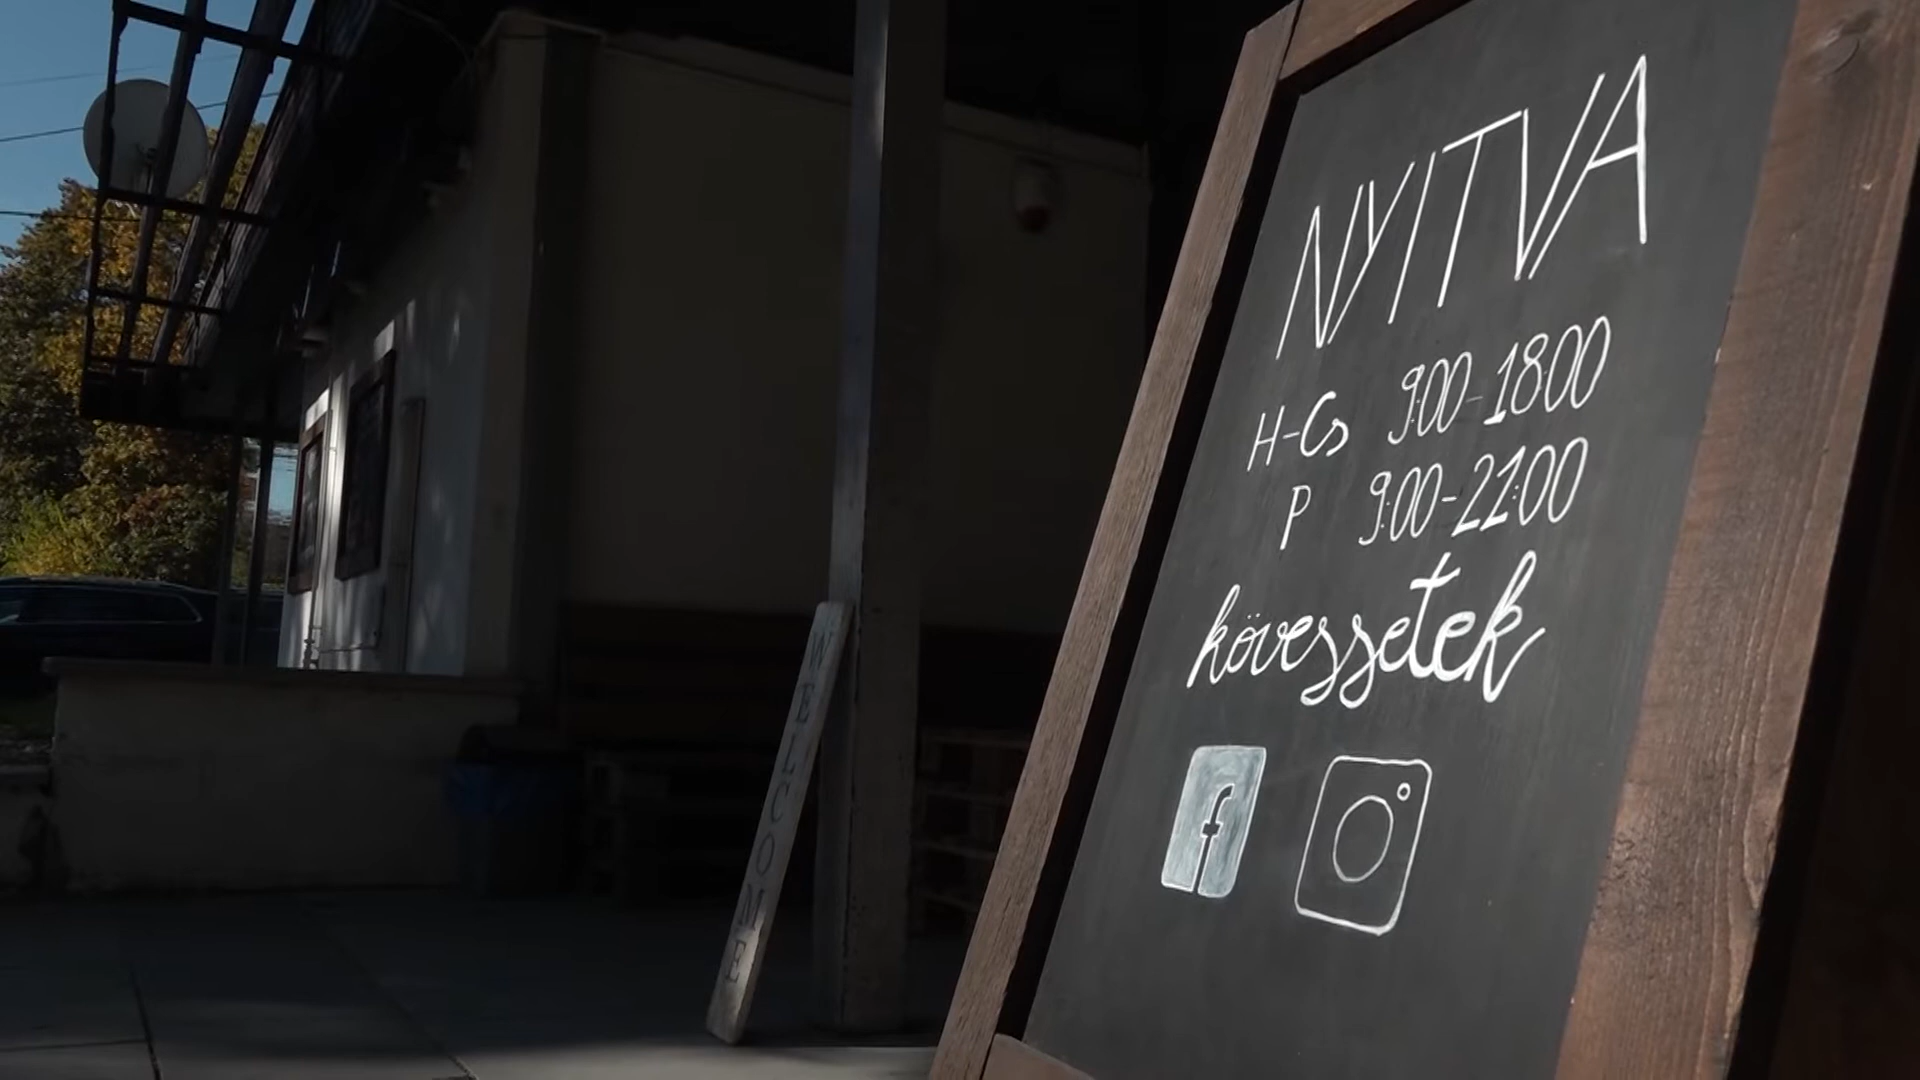 NYITVA
H-Cs 9:00-18:00
P 9:00-22:00
kövessetek
f
WELCOME